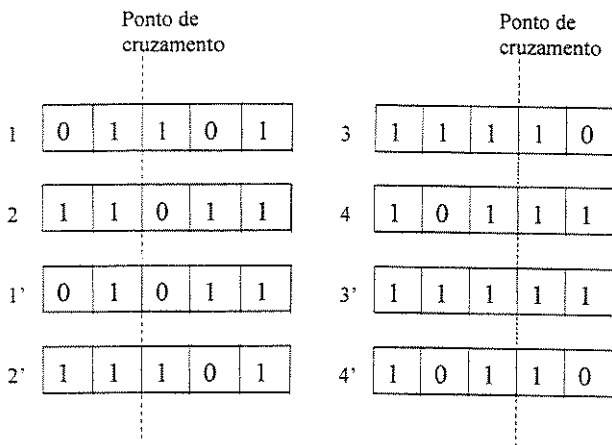 Ponto de
cruzamento
1 0 1 1 0 1
2 1 1 0 1 1
1' 0 1 0 1 1
2' 1 1 1 0 1
Ponto de
cruzamento
3 1 1 1 1 0
4 1 0 1 1 1
3' 1 1 1 1 1
4' 1 0 1 1 0